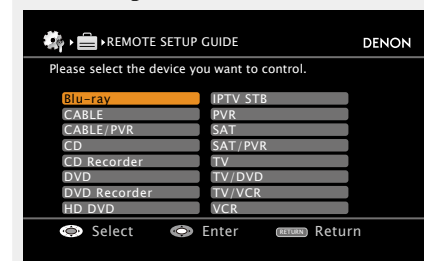 REMOTE SETUP GUIDE DENON
Please select the device you want to control.
Blu-ray IPTV STB
CABLE PVR
CABLE/PVR SAT
CD SAT/PVR
CD Recorder TV
DVD TV/DVD
DVD Recorder TV/VCR
HD DVD VCR
Select Enter RETURN Return